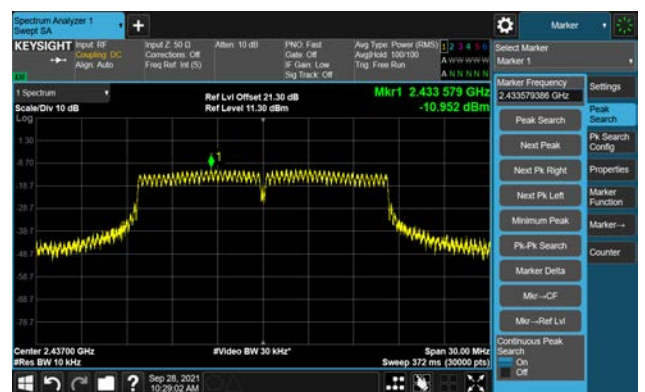 Spectrum Analyzer 1
Swept SA
Marker
KEYSIGHT
Input: RF
Coupling: DC
Align: Auto
Input Z: 50 Ω
Corrections: Off
Freq Ref: Int (S)
Atten: 10 dB
PNO: Fast
Gate: Off
IF Gain: Low
Sig Track: Off
Avg Type: Power (RMS)
Avg|Hold: 100/100
Trig: Free Run
1 2 3 4 5 6
A W W W W W
A N N N N N
Select Marker
Marker 1
1 Spectrum
Scale/Div 10 dB
Log
Ref Lvl Offset 21.30 dB
Ref Level 11.30 dBm
Mkr1 2.433 579 GHz
-10.952 dBm
1.30
-8.70
-18.7
-28.7
-38.7
-48.7
-58.7
-68.7
-78.7
1
Center 2.43700 GHz
#Res BW 10 kHz
#Video BW 30 kHz*
Span 30.00 MHz
Sweep 372 ms (30000 pts)
Marker Frequency
2.433579386 GHz
Peak Search
Next Peak
Next Pk Right
Next Pk Left
Minimum Peak
Pk-Pk Search
Marker Delta
Mkr→CF
Mkr→Ref Lvl
Continuous Peak
Search
On
Off
Settings
Peak
Search
Pk Search
Config
Properties
Marker
Function
Marker→
Counter
Sep 28, 2021
10:29:02 AM